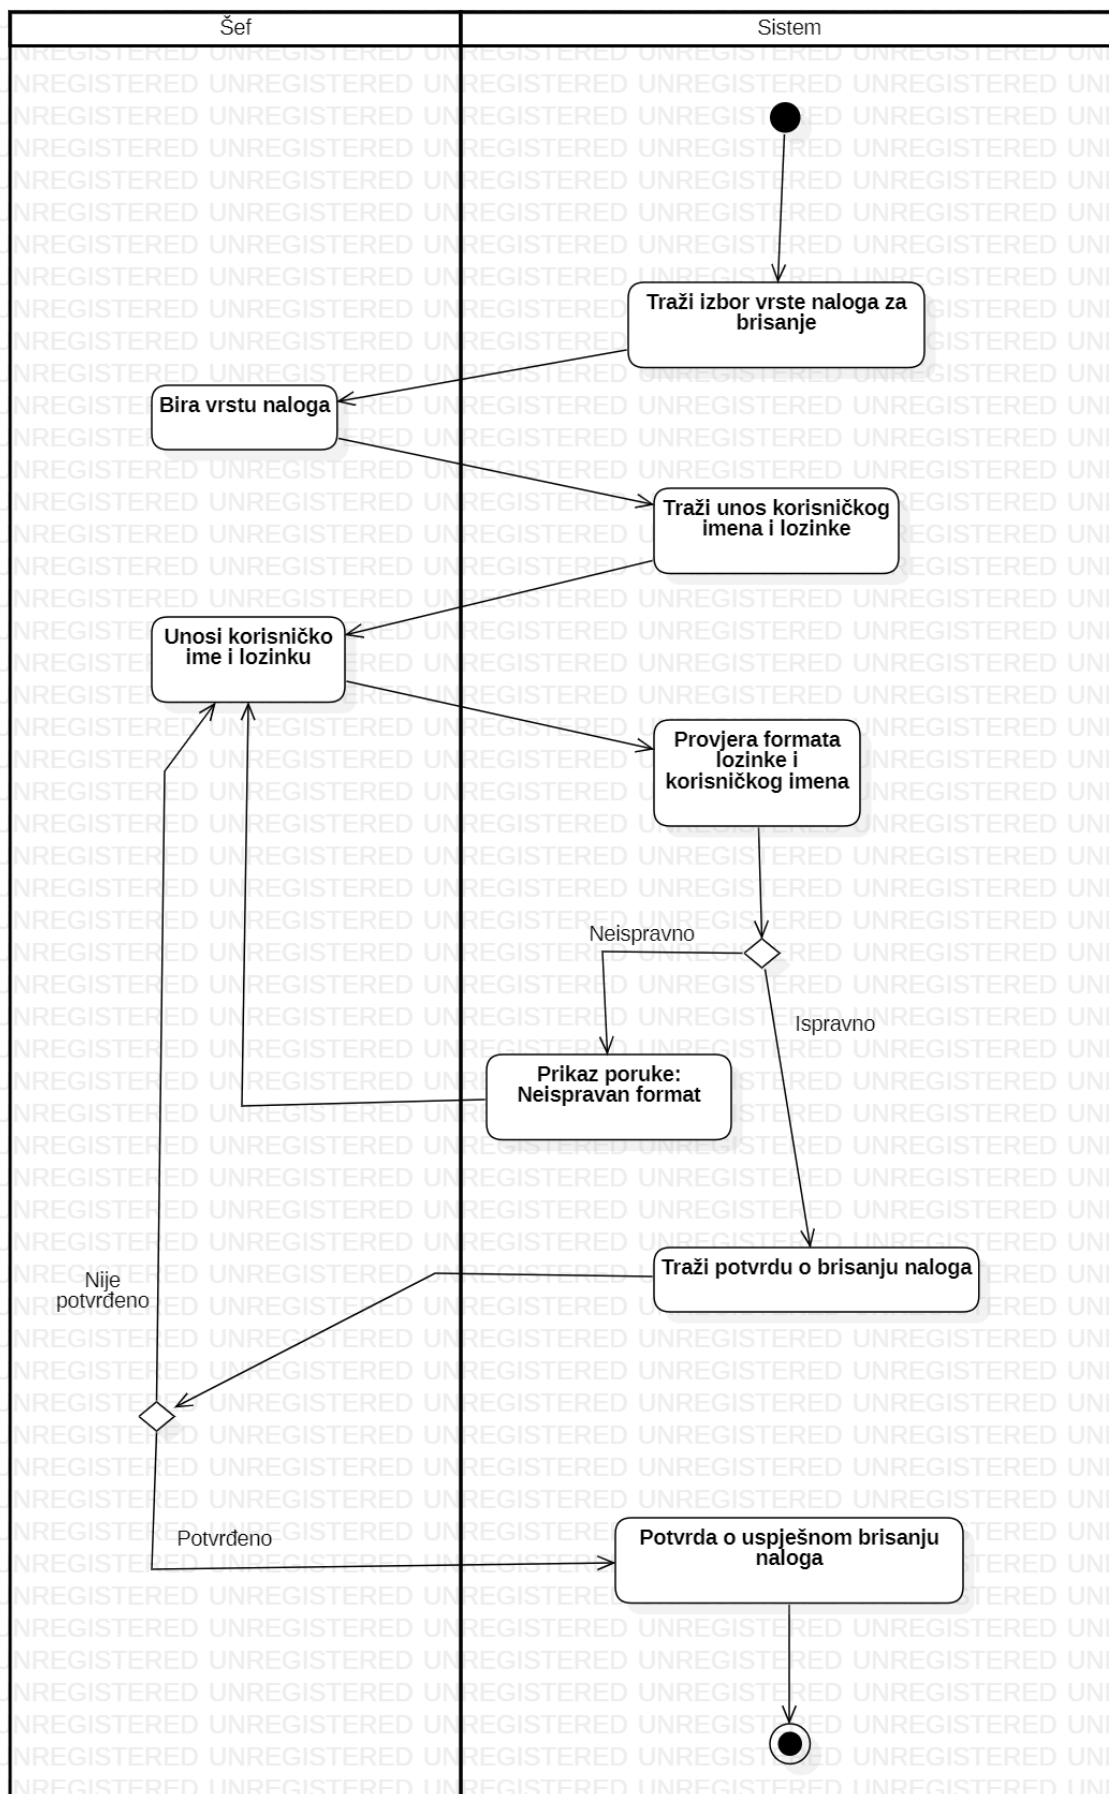 Šef
Sistem
Traži izbor vrste naloga za
brisanje
Bira vrstu naloga
Traži unos korisničkog
imena i lozinke
Unosi korisničko
ime i lozinku
Provjera formata
lozinke i
korisničkog imena
Neispravno
Ispravno
Prikaz poruke:
Neispravan format
Traži potvrdu o brisanju naloga
Nije
potvrđeno
Potvrđeno
Potvrda o uspješnom brisanju
naloga